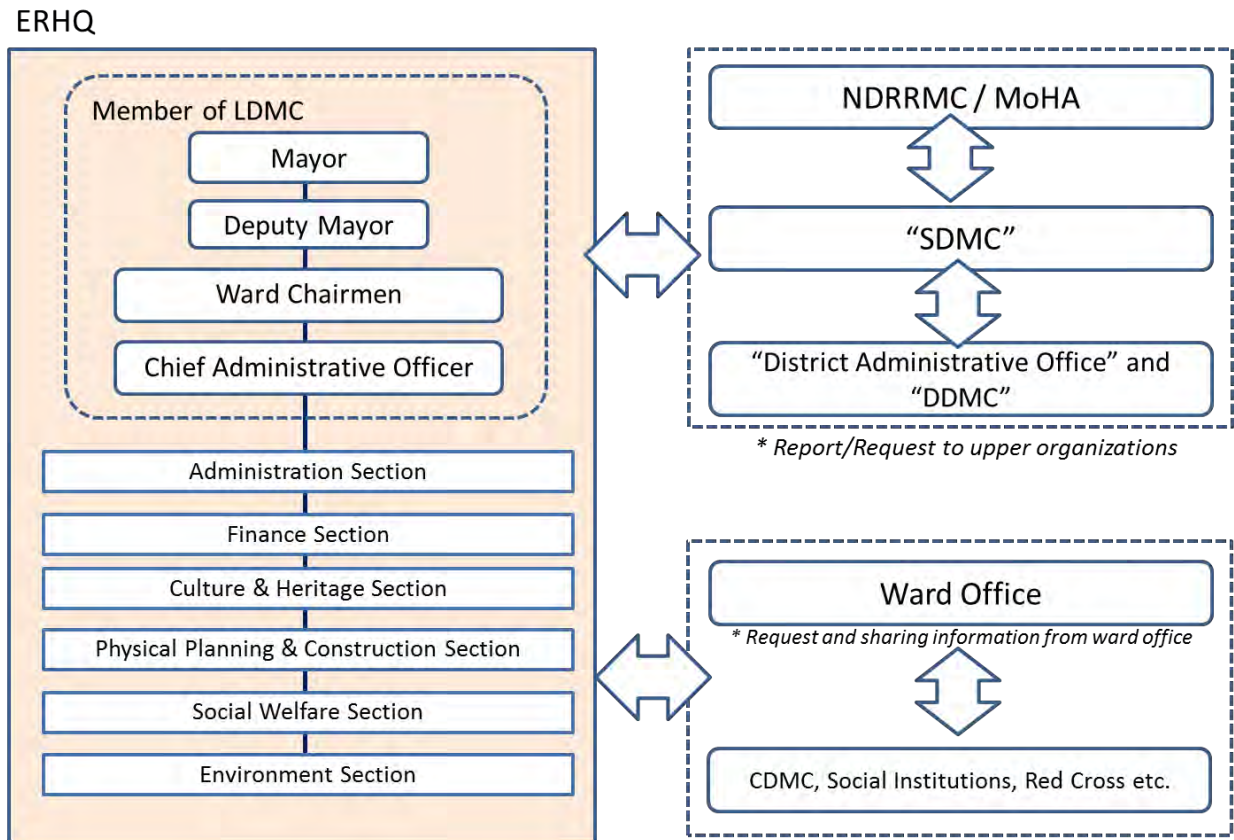 ERHQ
Member of LDMC
Mayor
Deputy Mayor
Ward Chairmen
Chief Administrative Officer
Administration Section
Finance Section
Culture & Heritage Section
Physical Planning & Construction Section
Social Welfare Section
Environment Section
NDRRMC / MoHA
“SDMC”
“District Administrative Office” and
“DDMC”
* Report/Request to upper organizations
Ward Office
* Request and sharing information from ward office
CDMC, Social Institutions, Red Cross etc.